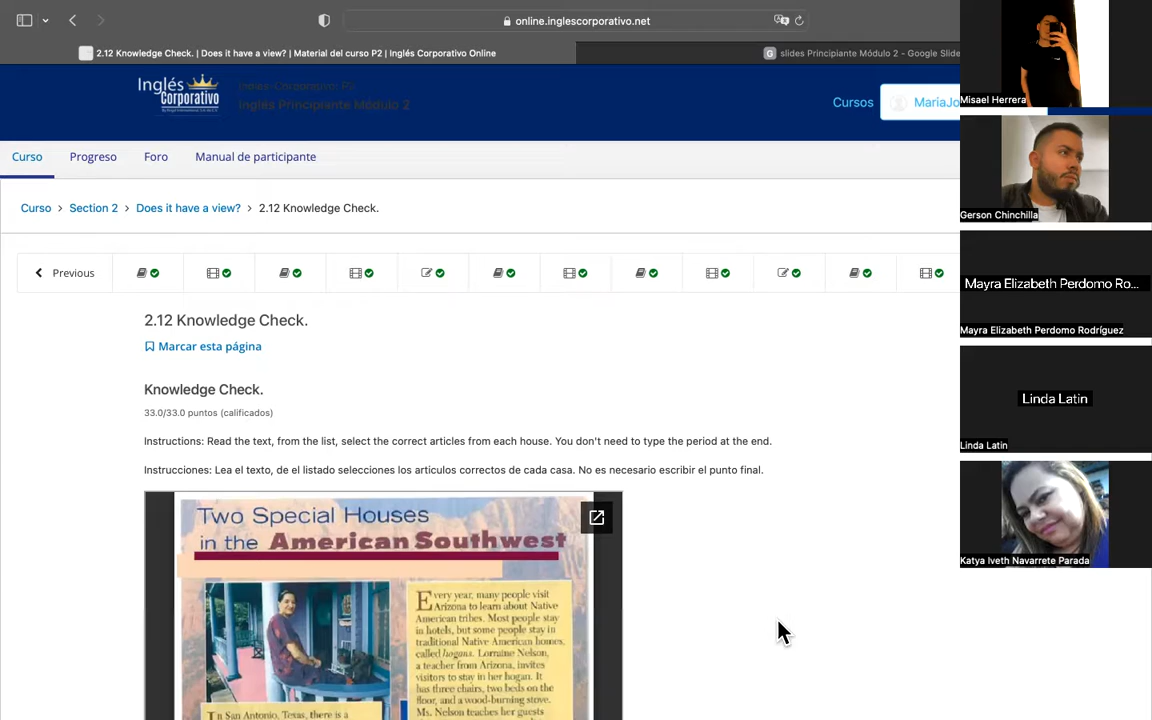 online.inglescorporativo.net
2.12 Knowledge Check. | Does it have a view? | Material del curso P2 | Inglés Corporativo Online
slides Principiante Módulo 2 - Google Slide
Inglés
Corporativo
Inglés Corporativo P2
Inglés Principiante Módulo 2
Cursos
MariaJo
Curso
Progreso
Foro
Manual de participante
Curso > Section 2 > Does it have a view? > 2.12 Knowledge Check.
Previous
2.12 Knowledge Check.
Marcar esta página
Knowledge Check.
33.0/33.0 puntos (calificados)
Instructions: Read the text, from the list, select the correct articles from each house. You don't need to type the period at the end.
Instrucciones: Lea el texto, de el listado selecciones los articulos correctos de cada casa. No es necesario escribir el punto final.
Two Special Houses
in the American Southwest
Every year, many people visit
Arizona to learn about Native
American tribes. Most people stay
in hotels, but some people stay in
traditional Native American homes,
called hogans. Lorraine Nelson,
a teacher from Arizona, invites
visitors to stay in her hogan. It
has three chairs, two beds on the
floor, and a wood-burning stove.
Ms. Nelson teaches her guests
In San Antonio, Texas, there is a
Misael Herrera
Gerson Chinchilla
Mayra Elizabeth Perdomo Ro...
Mayra Elizabeth Perdomo Rodríguez
Linda Latin
Linda Latin
Katya Iveth Navarrete Parada